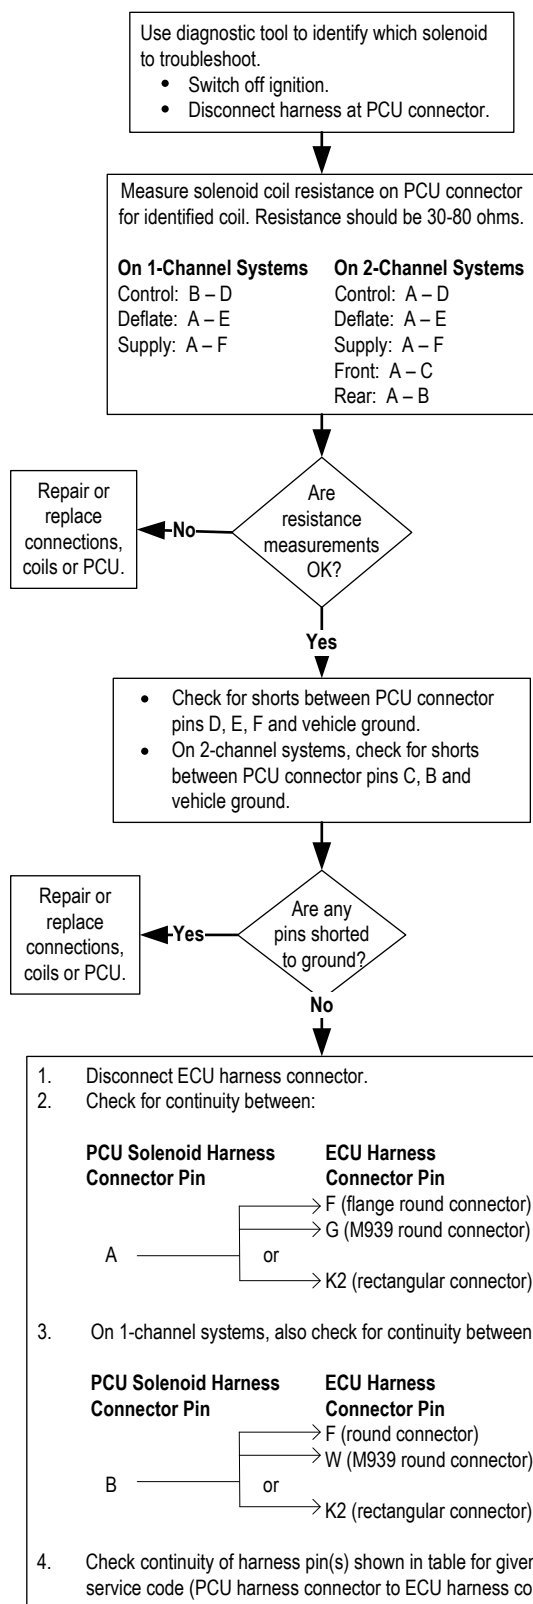 Use diagnostic tool to identify which solenoid
to troubleshoot.
• Switch off ignition.
• Disconnect harness at PCU connector.
Measure solenoid coil resistance on PCU connector
for identified coil. Resistance should be 30-80 ohms.
On 1-Channel Systems
Control: B – D
Deflate: A – E
Supply: A – F
On 2-Channel Systems
Control: A – D
Deflate: A – E
Supply: A – F
Front: A – C
Rear: A – B
Are
resistance
measurements
OK?
No
Repair or
replace
connections,
coils or PCU.
Yes
• Check for shorts between PCU connector
pins D, E, F and vehicle ground.
• On 2-channel systems, check for shorts
between PCU connector pins C, B and
vehicle ground.
Are any
pins shorted
to ground?
Yes
Repair or
replace
connections,
coils or PCU.
No
1. Disconnect ECU harness connector.
2. Check for continuity between:
PCU Solenoid Harness
Connector Pin
ECU Harness
Connector Pin
A
or
F (flange round connector)
G (M939 round connector)
K2 (rectangular connector)
3. On 1-channel systems, also check for continuity between
PCU Solenoid Harness
Connector Pin
ECU Harness
Connector Pin
B
or
F (round connector)
W (M939 round connector)
K2 (rectangular connector)
4. Check continuity of harness pin(s) shown in table for
service code (PCU harness connector to ECU harness